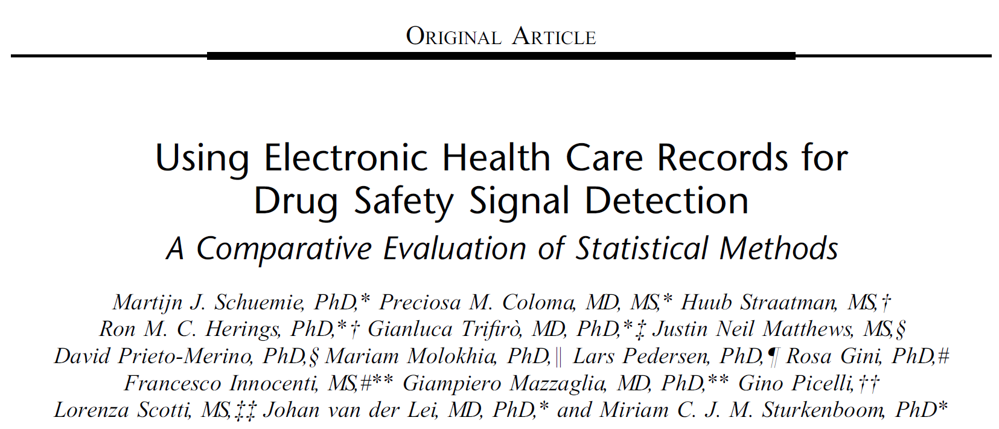 ORIGINAL ARTICLE
Using Electronic Health Care Records for
Drug Safety Signal Detection
A Comparative Evaluation of Statistical Methods
Martijn J. Schuemie, PhD,* Preciosa M. Coloma, MD, MS,* Huub Straatman, MS,†
Ron M. C. Herings, PhD,*† Gianluca Trifirò, MD, PhD,*‡ Justin Neil Matthews, MS,§
David Prieto-Merino, PhD,§ Mariam Molokhia, PhD,‖ Lars Pedersen, PhD,¶ Rosa Gini, PhD,#
Francesco Innocenti, MS,#** Giampiero Mazzaglia, MD, PhD,** Gino Picelli,††
Lorenza Scotti, MS,‡‡ Johan van der Lei, MD, PhD,* and Miriam C. J. M. Sturkenboom, PhD*